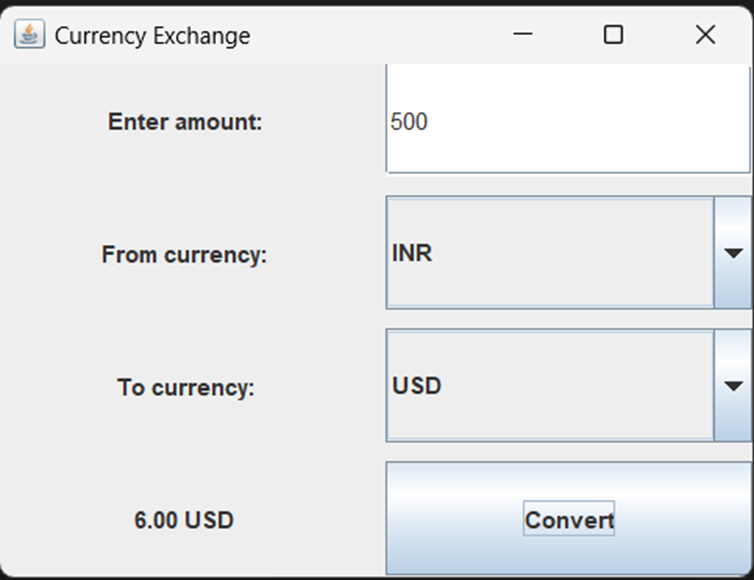 Currency Exchange
Enter amount: 500
From currency: INR
To currency: USD
6.00 USD Convert